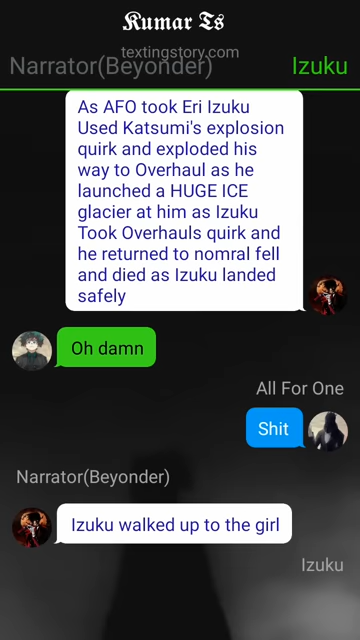 Kumar Ts
textingstory.com
Narrator(Beyonder)
Izuku
As AFO took Eri Izuku
Used Katsumi's explosion
quirk and exploded his
way to Overhaul as he
launched a HUGE ICE
glacier at him as Izuku
Took Overhauls quirk and
he returned to nomral fell
and died as Izuku landed
safely
Oh damn
All For One
Shit
Narrator(Beyonder)
Izuku walked up to the girl
Izuku